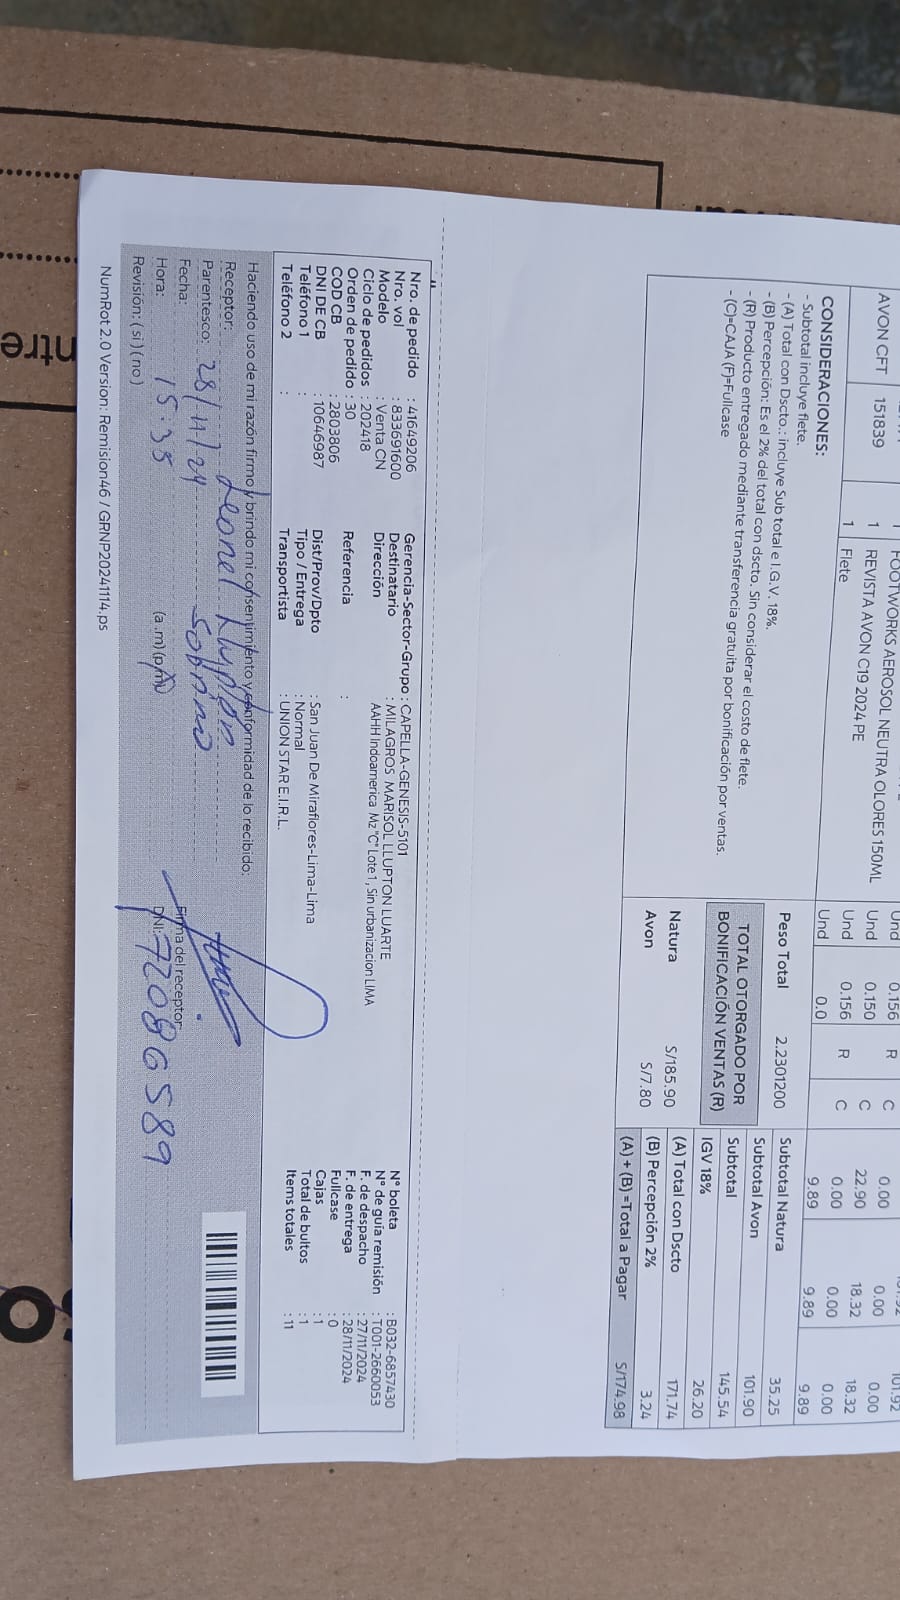 FOOTWORKS AEROSOL NEUTRA OLORES 150ML Und 0.156 R C 0.00 0.00 0.00
AVON CFT 151839 1 REVISTA AVON C19 2024 PE Und 0.150 C 22.90 18.32 18.32
1 Und 0.156 R C 0.00 0.00 0.00
Flete Und 0.0 9.89 9.89 9.89
CONSIDERACIONES:
- Subtotal incluye flete.
- (A) Total con Dscto.: incluye Sub total e I.G.V. 18%.
- (B) Percepción: Es el 2% del total con dscto. Sin considerar el costo de flete.
- (R) Producto entregado mediante transferencia gratuita por bonificación por ventas.
- (C)=CAJA (F)=Fullcase
Peso Total 2.2301200
TOTAL OTORGADO POR BONIFICACIÓN VENTAS (R)
Natura S/185.90
Avon S/7.80
Subtotal Natura 35.25
Subtotal Avon 101.90
Subtotal 145.54
IGV 18% 26.20
(A) Total con Dscto 171.74
(B) Percepción 2% 3.24
(A) + (B) = Total a Pagar S/174.98
Nro. de pedido : 41649206
Nro. vol : 833691600
Modelo : Venta CN
Ciclo de pedidos : 202418
Orden de pedido : 30
COD CB : 2803806
DNI DE CB : 10646987
Teléfono 1 :
Teléfono 2 :
Gerencia-Sector-Grupo : CAPELLA-GENESIS-5101
Destinatario : MILAGROS MARISOL LLUPTON LLUARTE
Dirección AAHH Indoamerica Mz "C" Lote 1, Sin urbanizacion LIMA
Referencia :
Dist/Prov/Dpto : San Juan De Miraflores-Lima-Lima
Tipo / Entrega : Normal
Transportista : UNION STAR E.I.R.L.
N° boleta : B032-6857430
N° de guía remisión : T001-2660053
F. de despacho : 27/11/2024
F. de entrega : 28/11/2024
Fullcase : 0
Cajas : 1
Total de bultos : 1
Items totales : 11
Haciendo uso de mi razón firmo y brindo mi consentimiento y conformidad de lo recibido:
Receptor: Leonel Llupton
Parentesco: sobrino
Fecha: 28/11/24
Hora: 15:35 (a.m) (p.m)
Revisión: (si) (no)
Firma del receptor
DNI: 72086589
NumRot 2.0 Version: Remision46 / GRNP20241114.ps
ntre